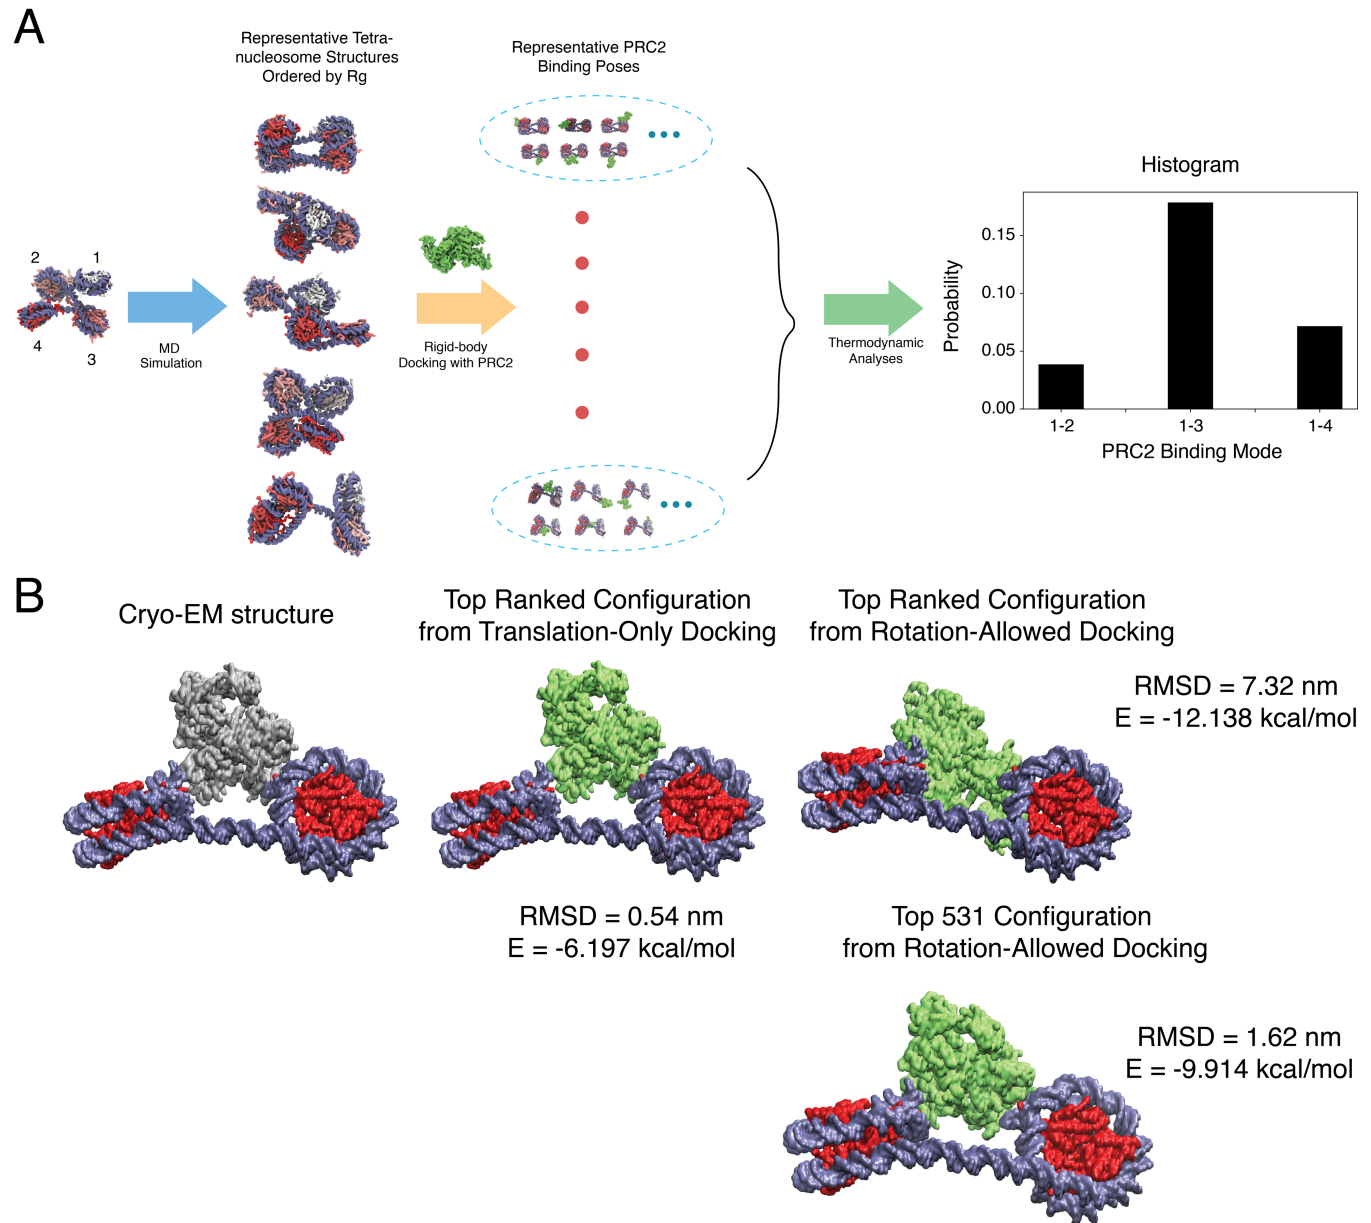 A
Representative Tetra-
nucleosome Structures
Ordered by Rg
Representative PRC2
Binding Poses
2
1
4
3
MD
Simulation
Rigid-body
Docking with PRC2
Thermodynamic
Analyses
Histogram
Probability
0.15
0.10
0.05
0.00
1-2
1-3
1-4
PRC2 Binding Mode
B
Cryo-EM structure
Top Ranked Configuration
from Translation-Only Docking
RMSD = 0.54 nm
E = -6.197 kcal/mol
Top Ranked Configuration
from Rotation-Allowed Docking
RMSD = 7.32 nm
E = -12.138 kcal/mol
Top 531 Configuration
from Rotation-Allowed Docking
RMSD = 1.62 nm
E = -9.914 kcal/mol